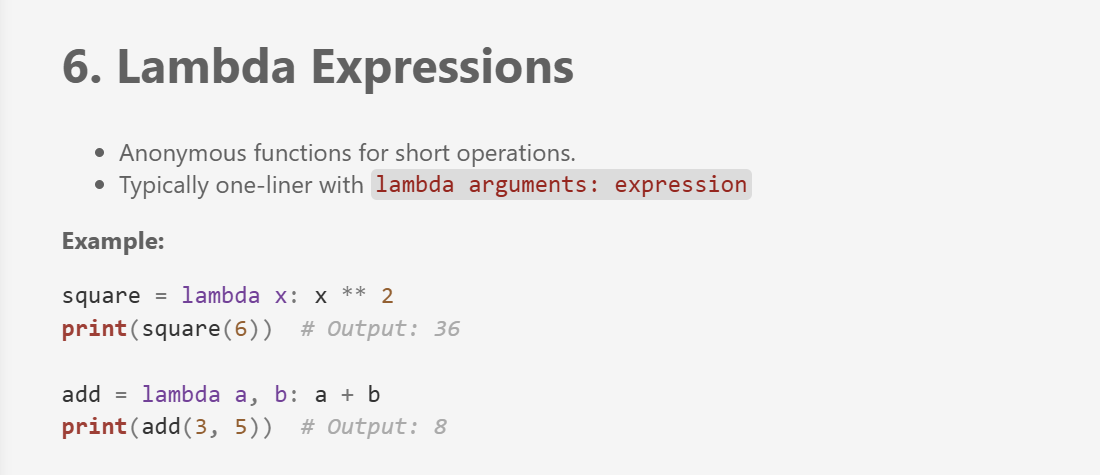 6. Lambda Expressions
• Anonymous functions for short operations.
• Typically one-liner with lambda arguments: expression
Example:
square = lambda x: x ** 2
print(square(6))  # Output: 36
add = lambda a, b: a + b
print(add(3, 5))  # Output: 8